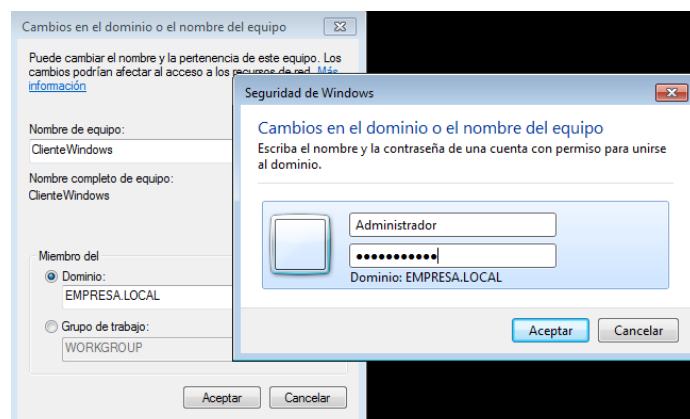 Cambios en el dominio o el nombre del equipo
Puede cambiar el nombre y la pertenencia de este equipo. Los
cambios podrían afectar al acceso a los recursos de red. Más
información
Nombre de equipo:
ClienteWindows
Nombre completo de equipo:
ClienteWindows
Miembro del
Dominio:
EMPRESA.LOCAL
Grupo de trabajo:
WORKGROUP
Aceptar Cancelar
Seguridad de Windows
Cambios en el dominio o el nombre del equipo
Escriba el nombre y la contraseña de una cuenta con permiso para unirse
al dominio.
Administrador
●●●●●●●●●●●
Dominio: EMPRESA.LOCAL
Aceptar Cancelar